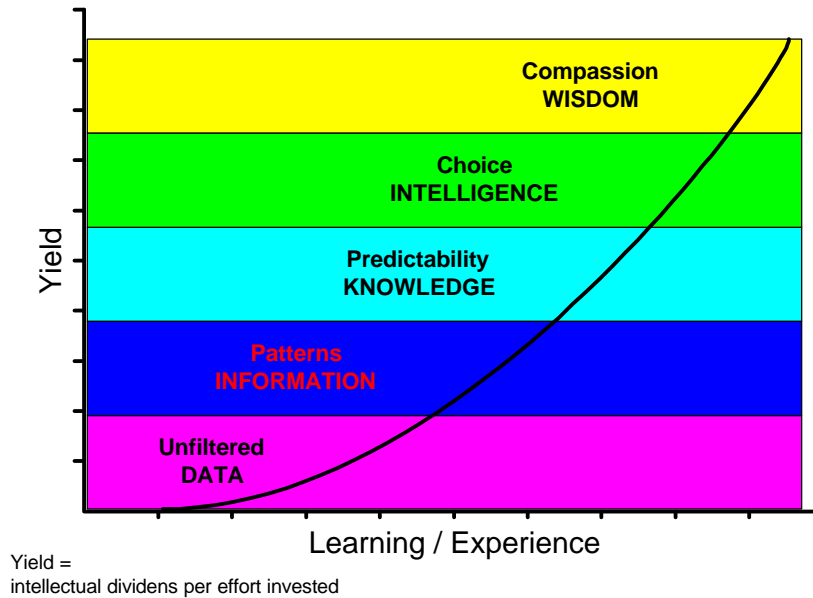 Compassion
WISDOM
Choice
INTELLIGENCE
Predictability
KNOWLEDGE
Patterns
INFORMATION
Unfiltered
DATA
Yield
Learning / Experience
Yield =
intellectual dividens per effort invested